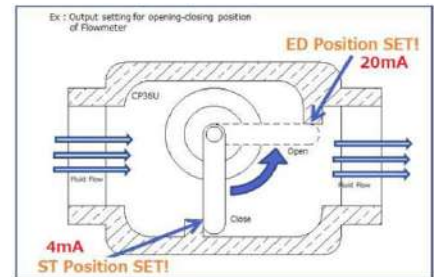 Ex : Output setting for opening-closing position
of Flowmeter
ED Position SET!
20mA
CP36U
Open
Fluid Flow
Fluid Flow
Close
4mA
ST Position SET!